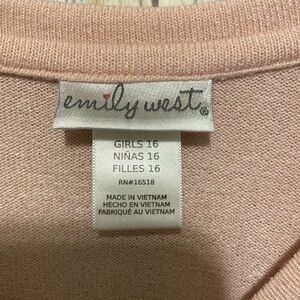 emily west®
GIRLS 16
NIÑAS 16
FILLES 16
RN#16518
MADE IN VIETNAM
HECHO EN VIETNAM
FABRIQUÉ AU VIETNAM